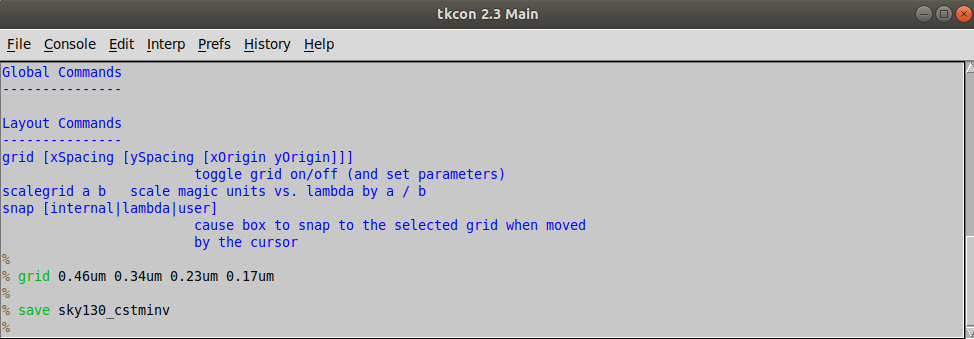 tkcon 2.3 Main
File Console Edit Interp Prefs History Help
Global Commands
---------------
Layout Commands
---------------
grid [xSpacing [ySpacing [xOrigin yOrigin]]]
toggle grid on/off (and set parameters)
scalegrid a b   scale magic units vs. lambda by a / b
snap [internal|lambda|user]
cause box to snap to the selected grid when moved
by the cursor
%
% grid 0.46um 0.34um 0.23um 0.17um
%
% save sky130_cstminv
%